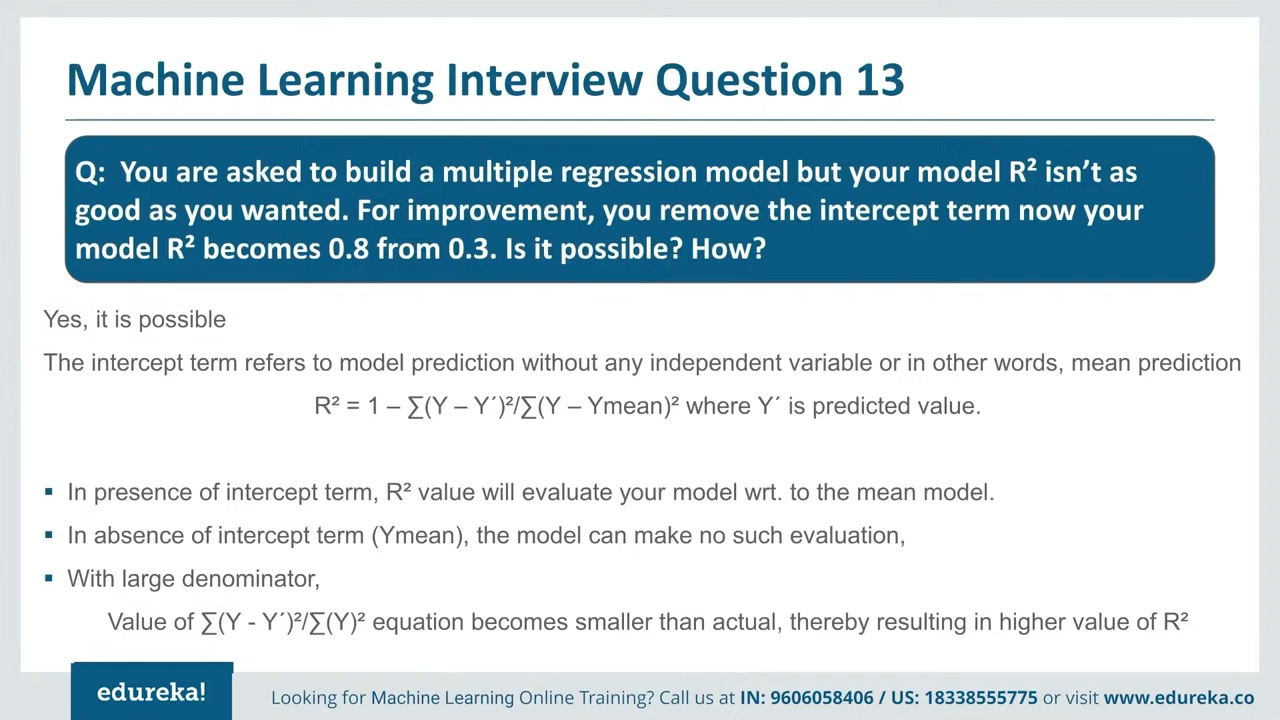 Machine Learning Interview Question 13
Q: You are asked to build a multiple regression model but your model R² isn’t as
good as you wanted. For improvement, you remove the intercept term now your
model R² becomes 0.8 from 0.3. Is it possible? How?
Yes, it is possible
The intercept term refers to model prediction without any independent variable or in other words, mean prediction
R² = 1 – ∑(Y – Y´)²/∑(Y – Ymean)² where Y´ is predicted value.
▪ In presence of intercept term, R² value will evaluate your model wrt. to the mean model.
▪ In absence of intercept term (Ymean), the model can make no such evaluation,
▪ With large denominator,
Value of ∑(Y - Y´)²/∑(Y)² equation becomes smaller than actual, thereby resulting in higher value of R²
edureka!
Looking for Machine Learning Online Training? Call us at IN: 9606058406 / US: 18338555775 or visit www.edureka.co